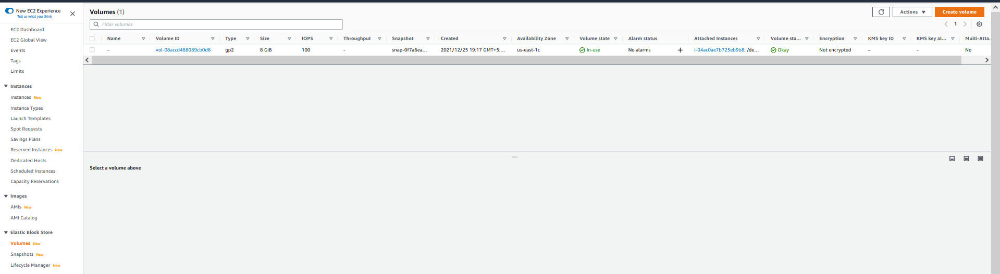 New EC2 Experience
Tell us what you think
EC2 Dashboard
EC2 Global View
Events
Tags
Limits
Instances
Instances New
Instance Types
Launch Templates
Spot Requests
Savings Plans
Reserved Instances New
Dedicated Hosts
Scheduled Instances
Capacity Reservations
Images
AMIs New
AMI Catalog
Elastic Block Store
Volumes New
Snapshots New
Lifecycle Manager New
Volumes (1)
Actions
Create volume
Filter volumes
1
Name Volume ID Type Size IOPS Throughput Snapshot Created Availability Zone Volume state Alarm status Attached Instances Volume sta... Encryption KMS key ID KMS key al... Multi-Atta...
– vol-08accd488089cb0d6 gp2 8 GiB 100 - snap-0f7a6ea... 2021/12/25 19:17 GMT+5:... us-east-1c In-use No alarms + i-04ac0ae7b725eb9b8: /de... Okay Not encrypted – - No
Select a volume above